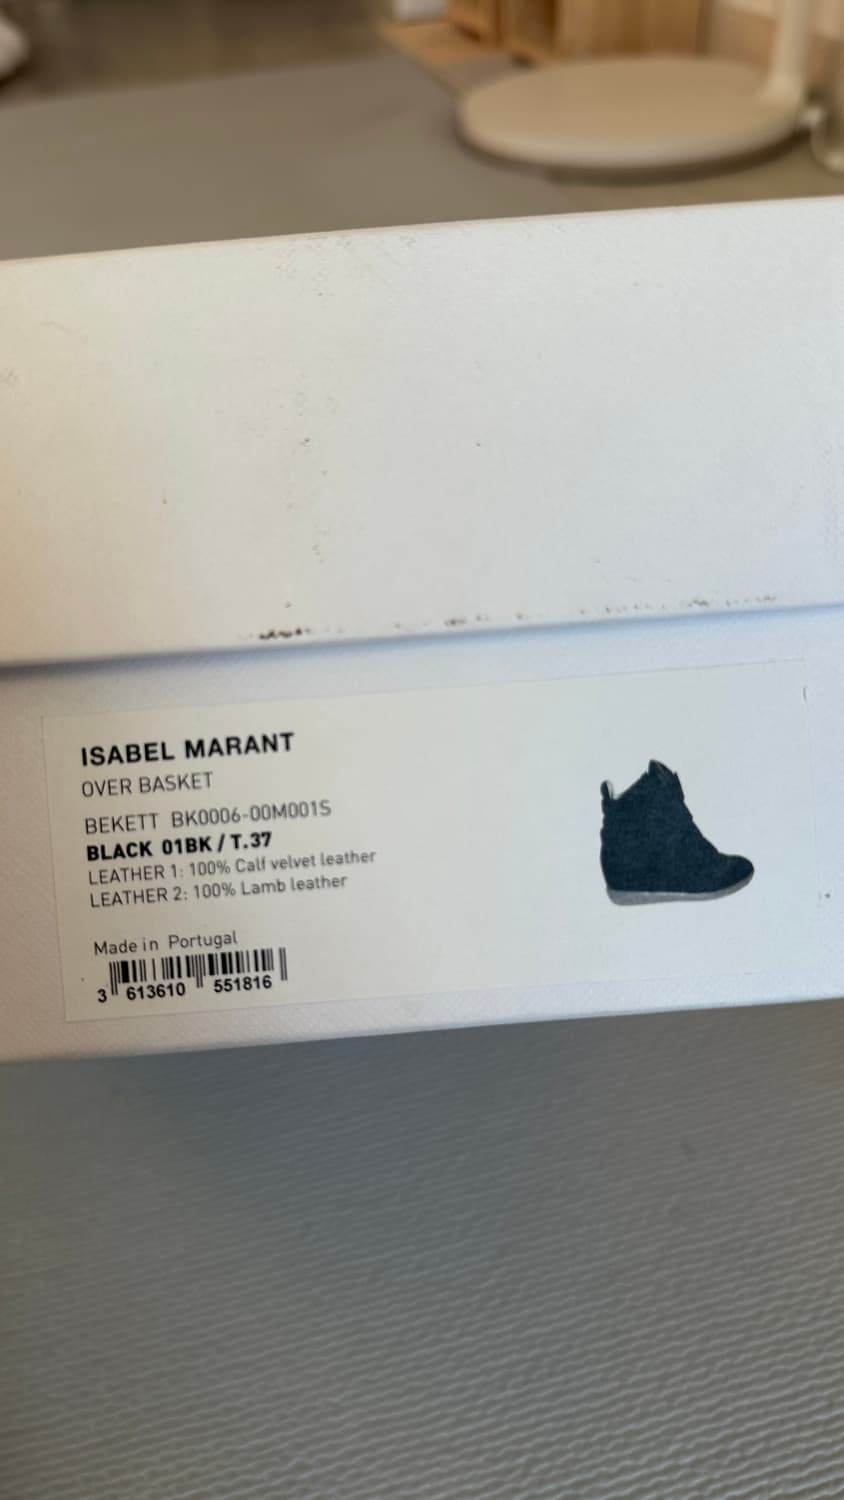 ISABEL MARANT
OVER BASKET
BEKETT BK0006-00M001S
BLACK 01BK / T.37
LEATHER 1: 100% Calf velvet leather
LEATHER 2: 100% Lamb leather
Made in Portugal
3 613610 551816